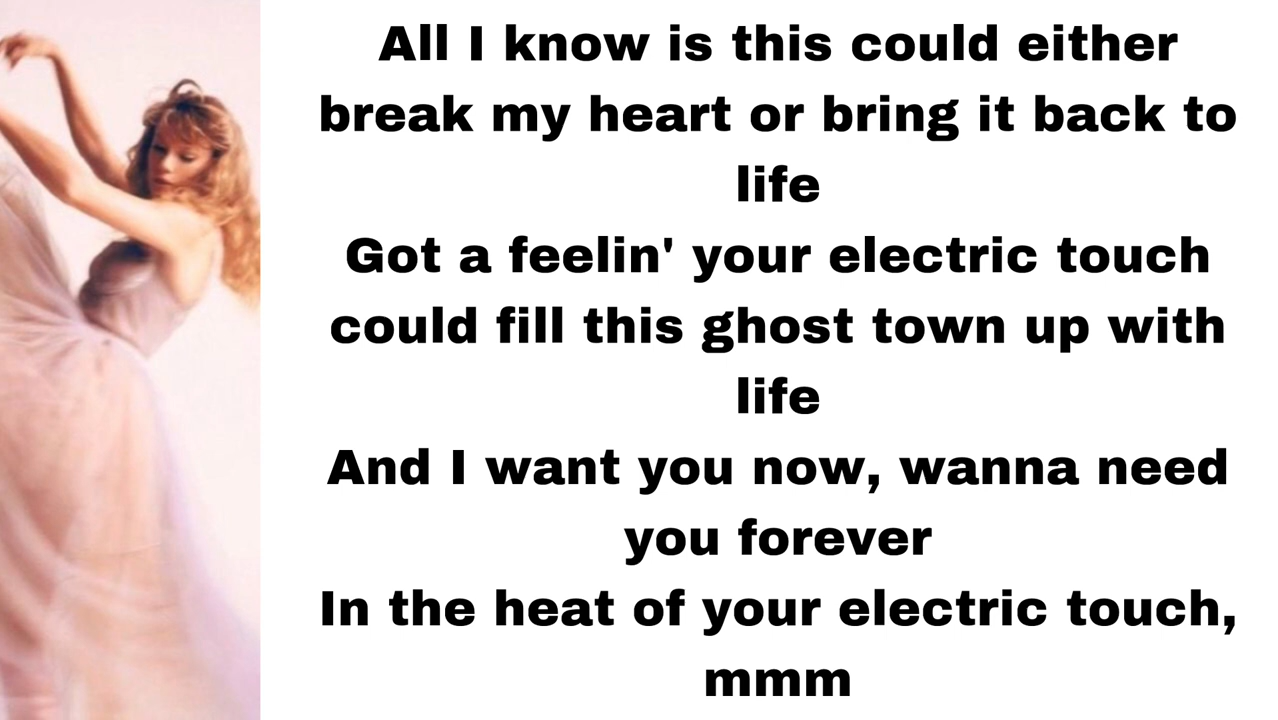 All I know is this could either
break my heart or bring it back to
life
Got a feelin' your electric touch
could fill this ghost town up with
life
And I want you now, wanna need
you forever
In the heat of your electric touch,
mmm